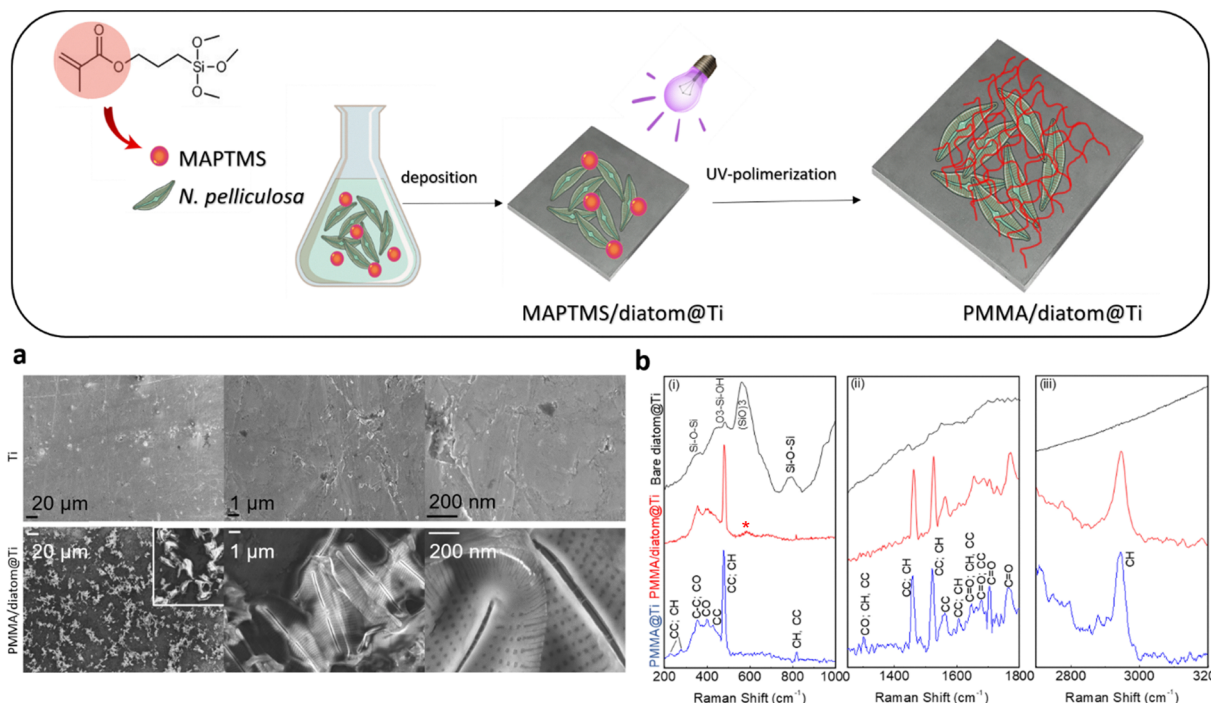 O
O
Si
O
O
O
MAPTMS
N. pelliculosa
deposition
UV-polimerization
MAPTMS/diatom@Ti
PMMA/diatom@Ti
a
Ti
20 µm
1 µm
200 nm
PMMA/diatom@Ti
20 µm
1 µm
200 nm
b
PMMA@Ti PMMA/diatom@Ti Bare diatom@Ti
(i)
Si-O-Si
O3-Si-OH
(SiO)3
Si-O-Si
*
CC; CH
C-C; CO
CO
CC
CC; CH
CH, CC
200 400 600 800 1000
Raman Shift (cm-1)
(ii)
CO; CH, CC
CC; CH
CC; CH
CC; CH
C=O; CH, CC
C=O; CC
C=O
C=O
1400 1600 1800
Raman Shift (cm-1)
(iii)
CH
2800 3000 320
Raman Shift (cm-1)